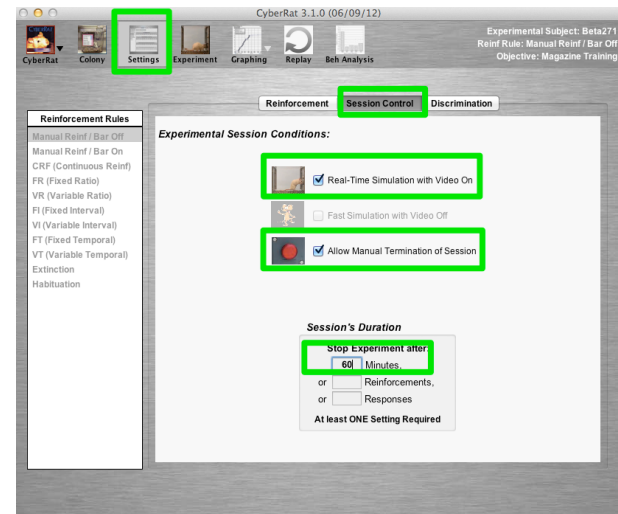 CyberRat 3.1.0 (06/09/12)
CyberRat
Colony
Settings
Experiment
Graphing
Replay
Beh Analysis
Experimental Subject: Beta271
Reinf Rule: Manual Reinf / Bar Off
Objective: Magazine Training
Reinforcement
Session Control
Discrimination
Reinforcement Rules
Manual Reinf / Bar Off
Manual Reinf / Bar On
CRF (Continuous Reinf)
FR (Fixed Ratio)
VR (Variable Ratio)
FI (Fixed Interval)
VI (Variable Interval)
FT (Fixed Temporal)
VT (Variable Temporal)
Extinction
Habituation
Experimental Session Conditions:
Real-Time Simulation with Video On
Fast Simulation with Video Off
Allow Manual Termination of Session
Session's Duration
Stop Experiment after:
60 Minutes,
or Reinforcements,
or Responses
At least ONE Setting Required